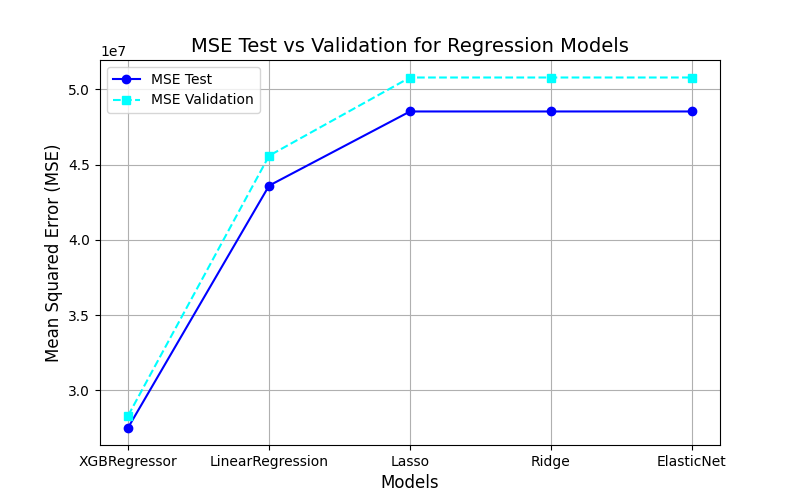 MSE Test vs Validation for Regression Models
1e7
MSE Test
MSE Validation
5.0
4.5
4.0
3.5
3.0
Mean Squared Error (MSE)
XGBRegressor LinearRegression Lasso Ridge ElasticNet
Models